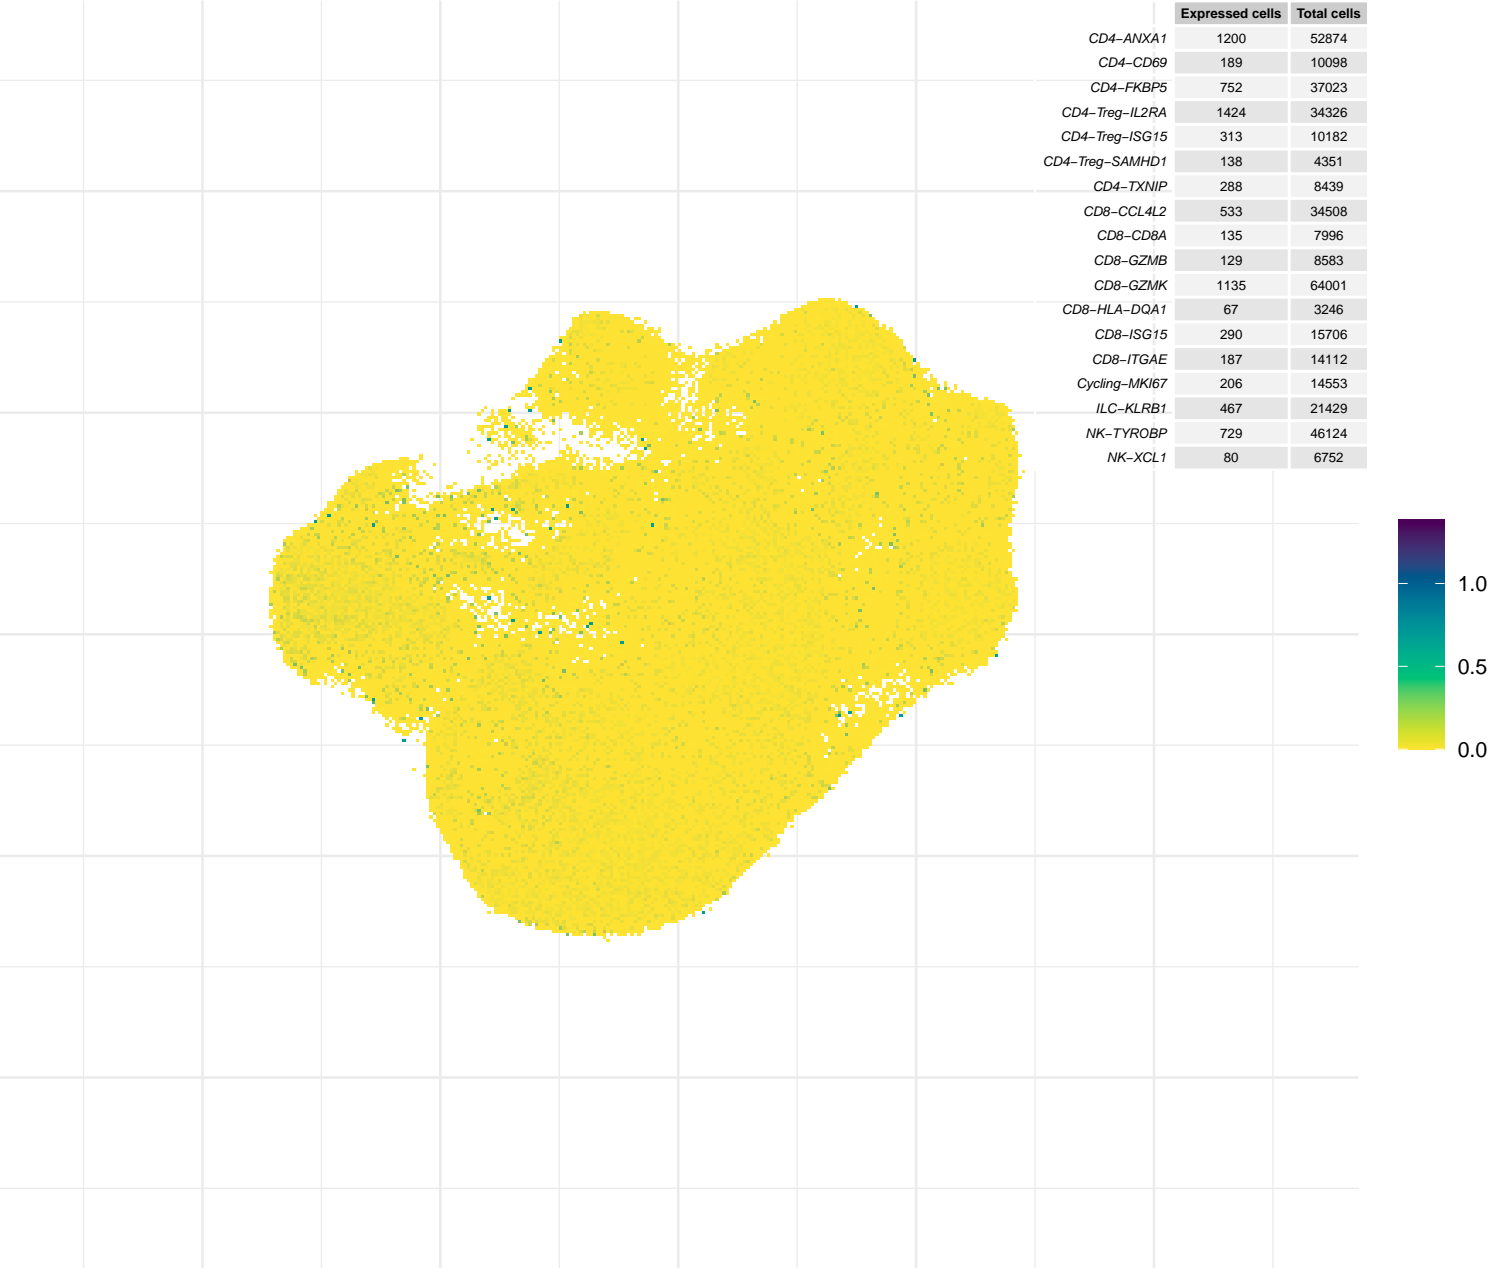 Expressed cells Total cells
CD4−ANXA1 1200 52874
CD4−CD69 189 10098
CD4−FKBP5 752 37023
CD4−Treg−IL2RA 1424 34326
CD4−Treg−ISG15 313 10182
CD4−Treg−SAMHD1 138 4351
CD4−TXNIP 288 8439
CD8−CCL4L2 533 34508
CD8−CD8A 135 7996
CD8−GZMB 129 8583
CD8−GZMK 1135 64001
CD8−HLA−DQA1 67 3246
CD8−ISG15 290 15706
CD8−ITGAE 187 14112
Cycling−MKI67 206 14553
ILC−KLRB1 467 21429
NK−TYROBP 729 46124
NK−XCL1 80 6752
1.0
0.5
0.0